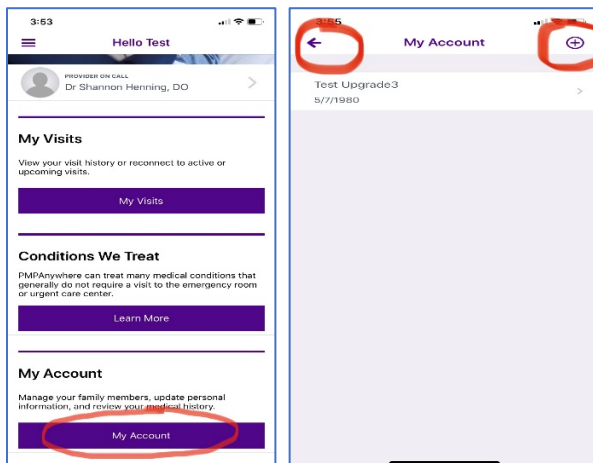 3:53
Hello Test
PROVIDER ON CALL
Dr Shannon Henning, DO
My Visits
View your visit history or reconnect to active or
upcoming visits.
My Visits
Conditions We Treat
PMPAnywhere can treat many medical conditions that
generally do not require a visit to the emergency room
or urgent care center.
Learn More
My Account
Manage your family members, update personal
information, and review your medical history.
My Account
3:55
My Account
Test Upgrade3
5/7/1980